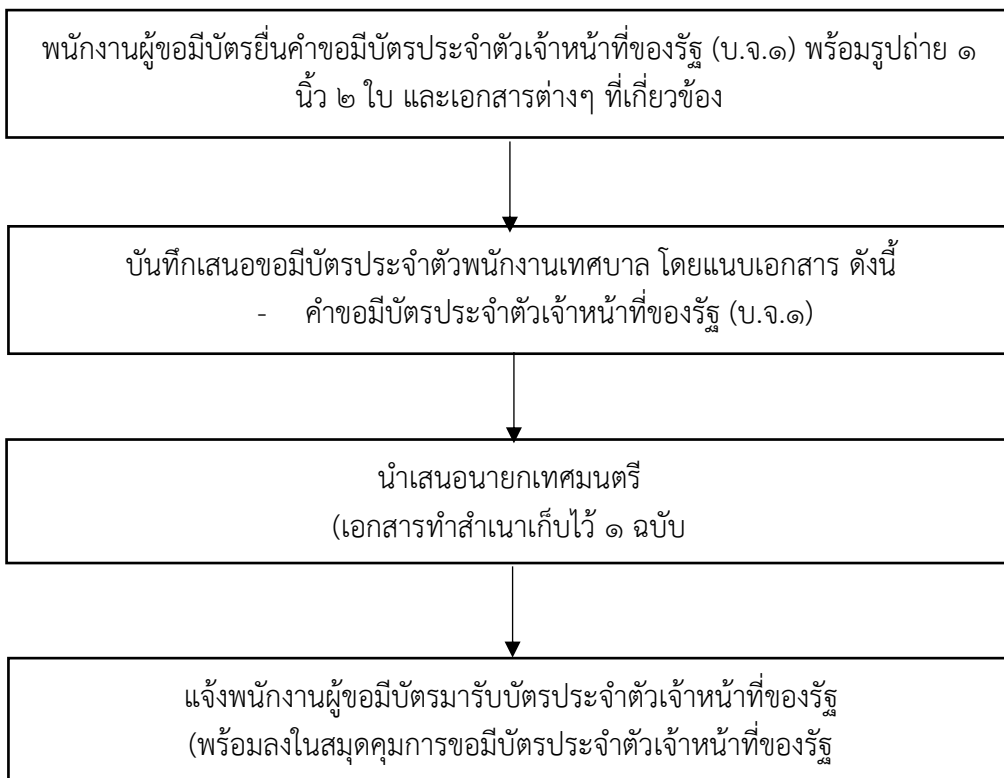 พนักงานผู้ขอมีบัตรยื่นคำขอมีบัตรประจำตัวเจ้าหน้าที่ของรัฐ (บ.จ.๑) พร้อมรูปถ่าย ๑
นิ้ว ๒ ใบ และเอกสารต่างๆ ที่เกี่ยวข้อง
บันทึกเสนอขอมีบัตรประจำตัวพนักงานเทศบาล โดยแนบเอกสาร ดังนี้
- คำขอมีบัตรประจำตัวเจ้าหน้าที่ของรัฐ (บ.จ.๑)
นำเสนอนายกเทศมนตรี
(เอกสารทำสำเนาเก็บไว้ ๑ ฉบับ
แจ้งพนักงานผู้ขอมีบัตรมารับบัตรประจำตัวเจ้าหน้าที่ของรัฐ
(พร้อมลงในสมุดคุมการขอมีบัตรประจำตัวเจ้าหน้าที่ของรัฐ